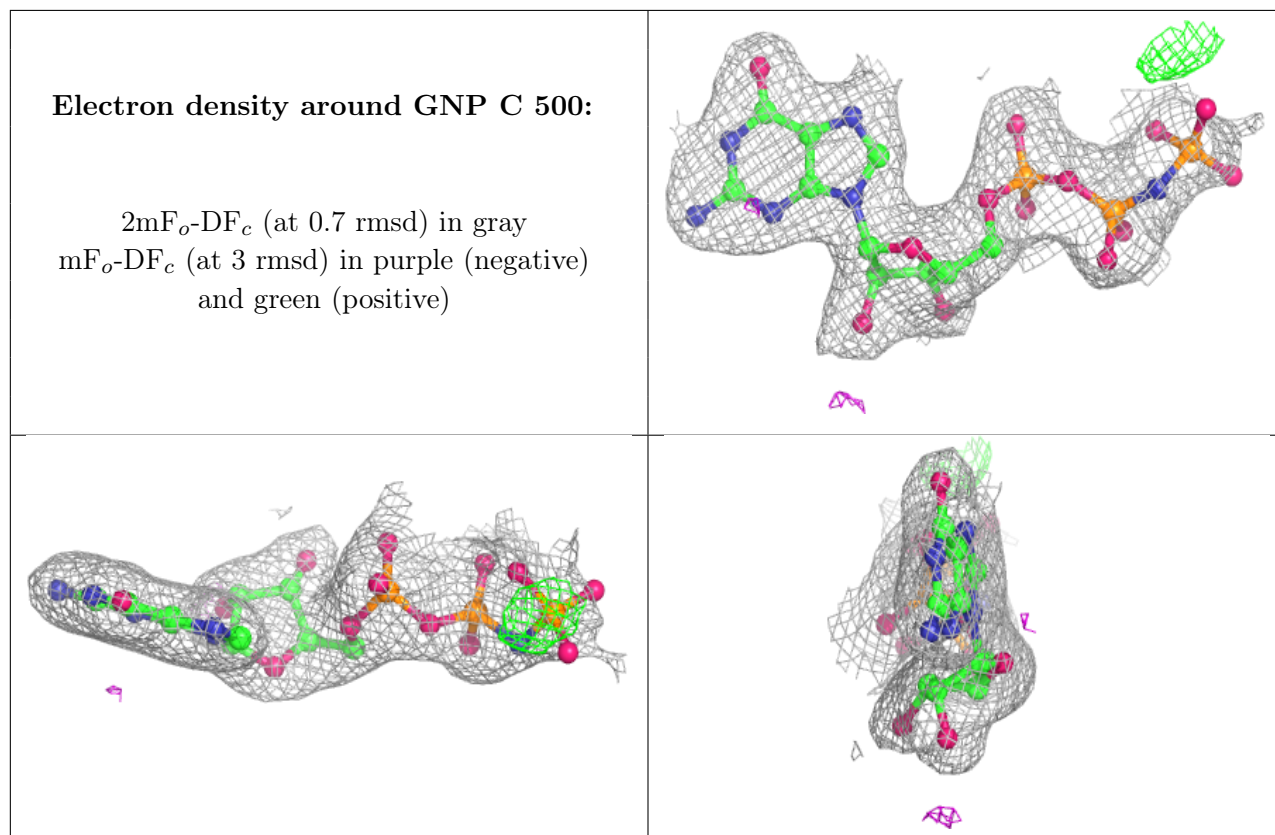 Electron density around GNP C 500:
2mFo-DFc (at 0.7 rmsd) in gray
mFo-DFc (at 3 rmsd) in purple (negative)
and green (positive)